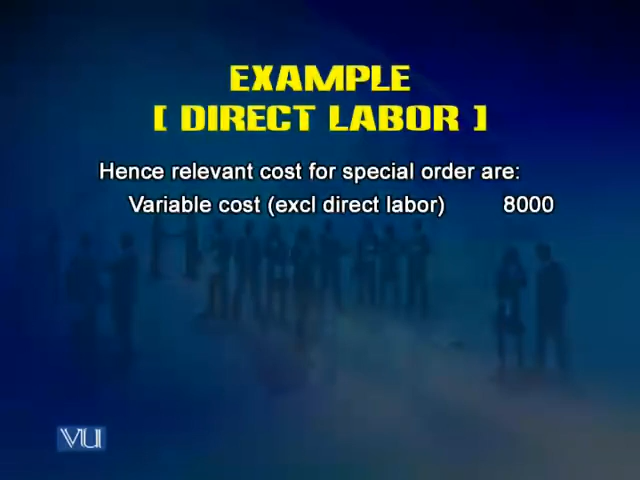 EXAMPLE
[ DIRECT LABOR ]
Hence relevant cost for special order are:
Variable cost (excl direct labor) 8000
VU